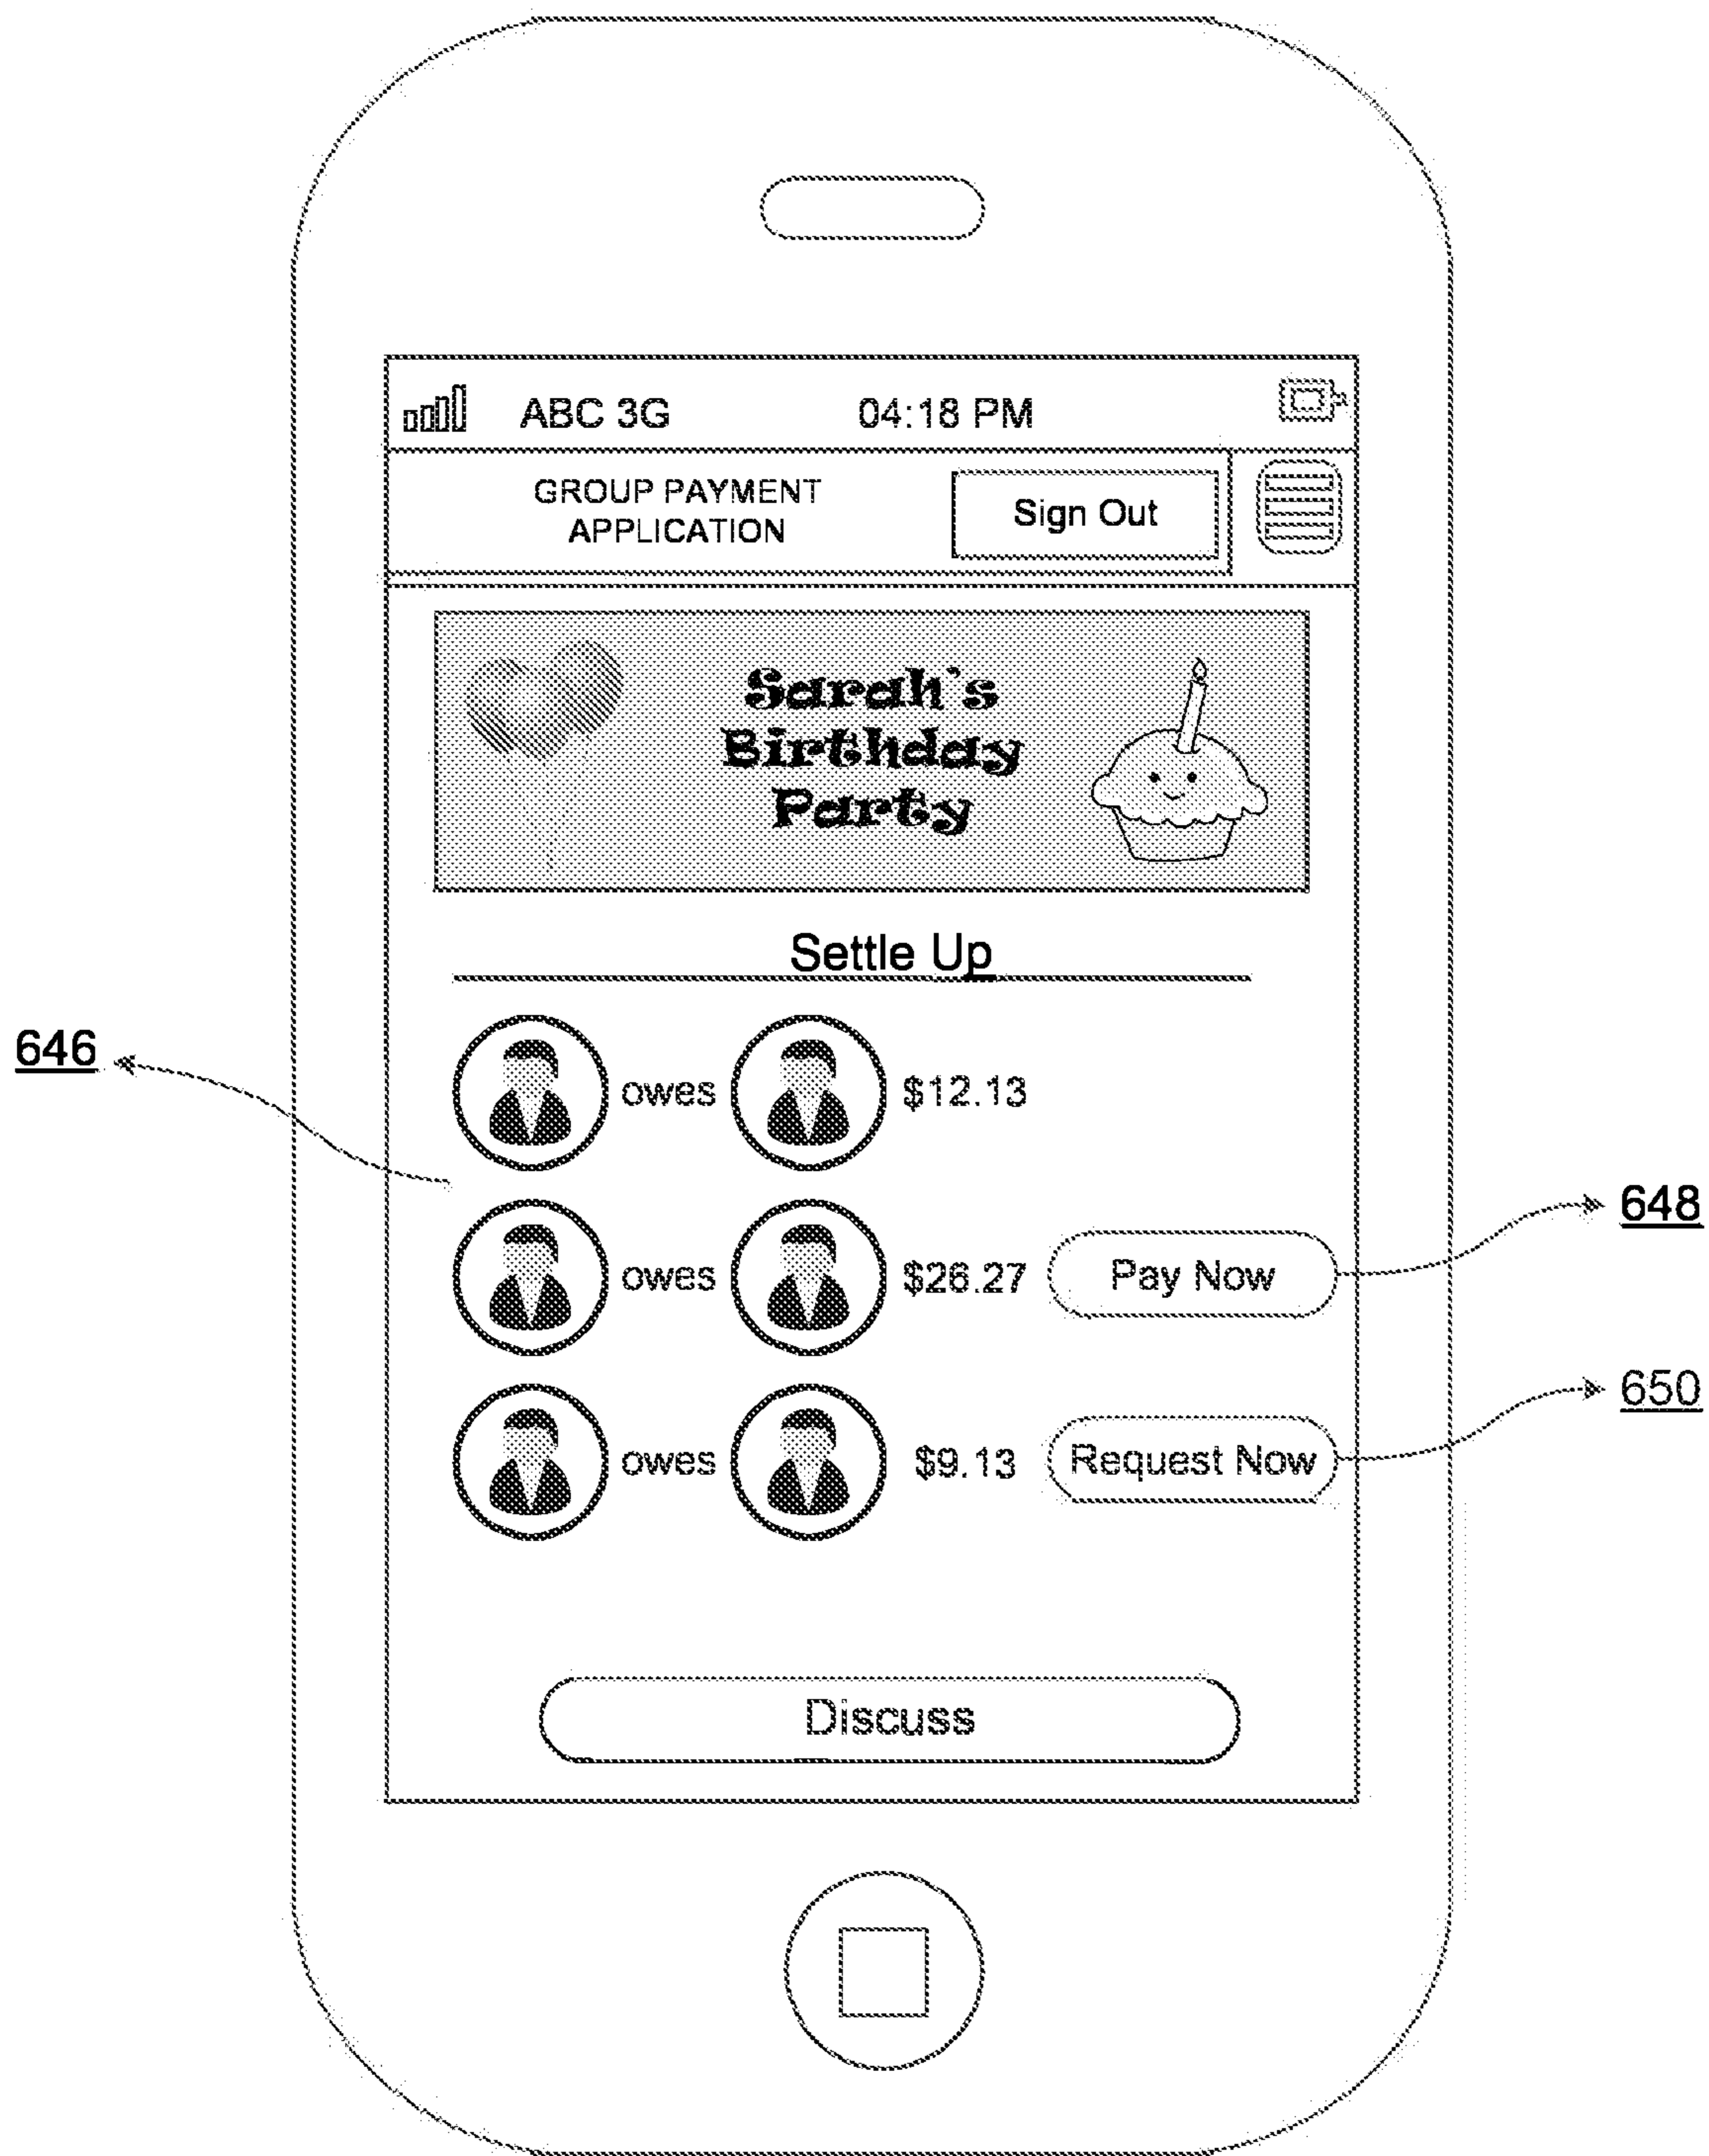 ABC 3G 04:18 PM
GROUP PAYMENT
APPLICATION
Sign Out
Sarah's
Birthday
Party
Settle Up
646
owes $12.13
648
owes $26.27 Pay Now
650
owes $9.13 Request Now
Discuss